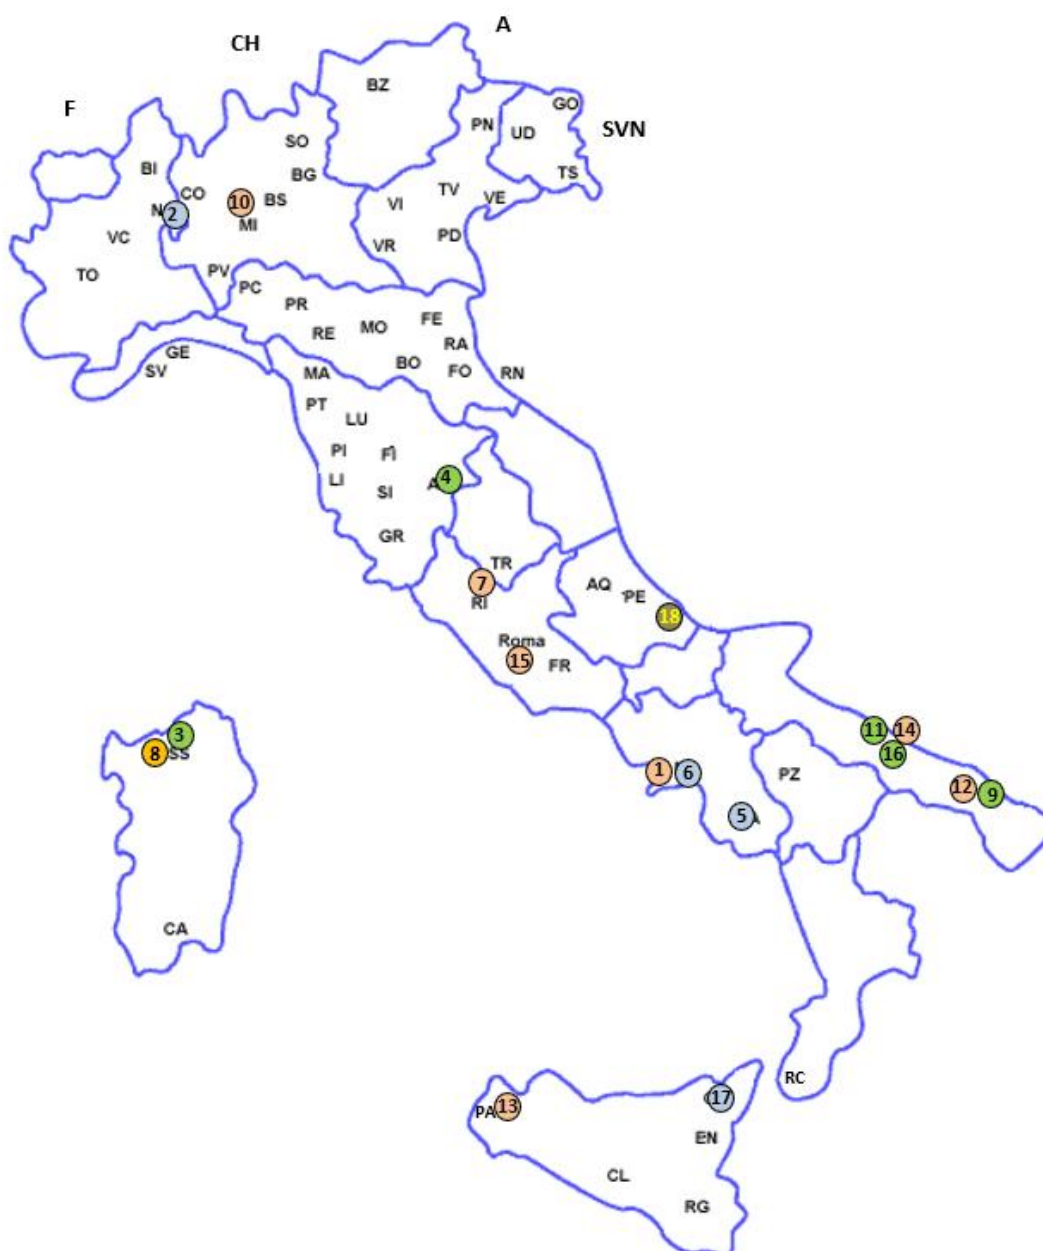 A
CH
BZ
F
GO
PN
UD
SVN
SO
BI
BG
TS
TV
CO
BS
VE
10
VI
N
2
MI
VC
PD
VR
TO
PV
PC
PR
FE
MO
RE
RA
GE
BO
SV
MA
FO
RN
PT
LU
PI
FI
LI
A
4
SI
GR
TR
7
AQ
PE
RI
18
Roma
15
FR
3
8
SS
11
14
16
1
6
PZ
12
9
5
CA
RC
17
PA
13
EN
CL
RG